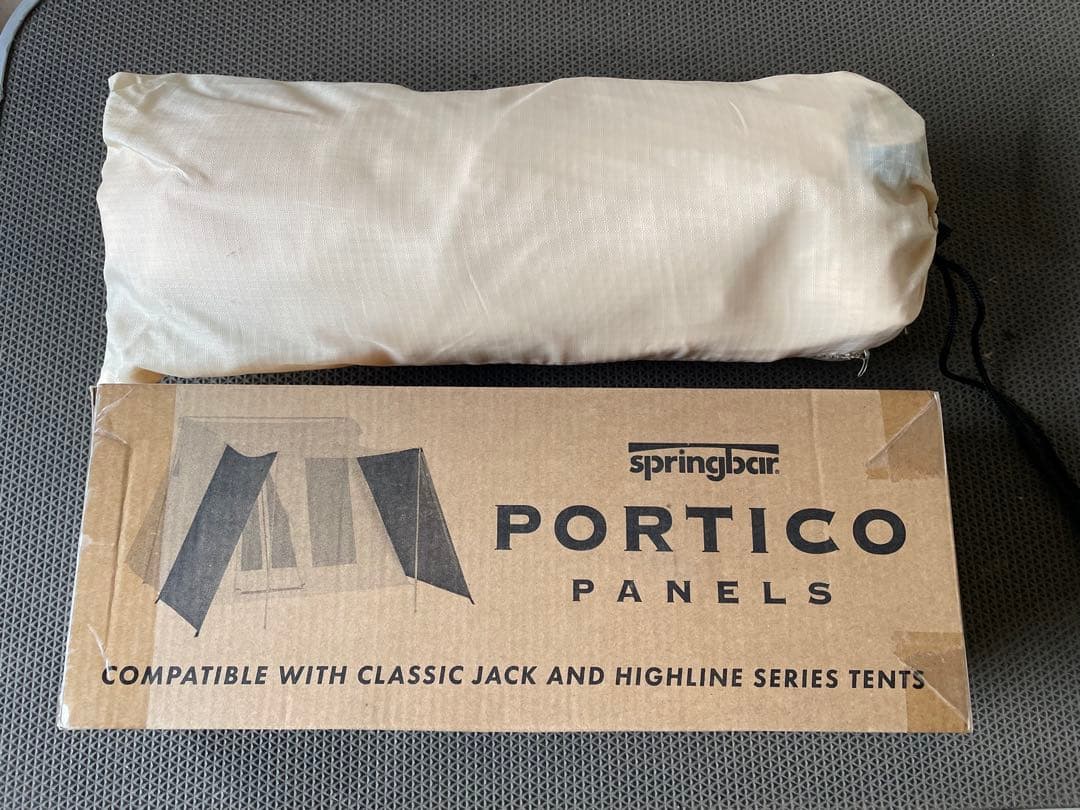 springbar
PORTICO
PANELS
COMPATIBLE WITH CLASSIC JACK AND HIGHLINE SERIES TENTS